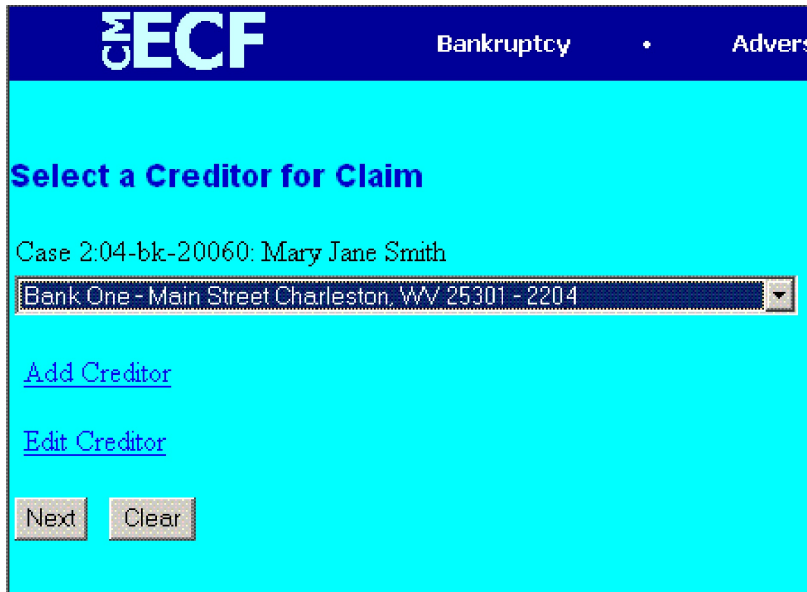 CM ECF Bankruptcy • Advers
Select a Creditor for Claim
Case 2:04-bk-20060: Mary Jane Smith
Bank One - Main Street Charleston, WV 25301 - 2204
Add Creditor
Edit Creditor
Next Clear